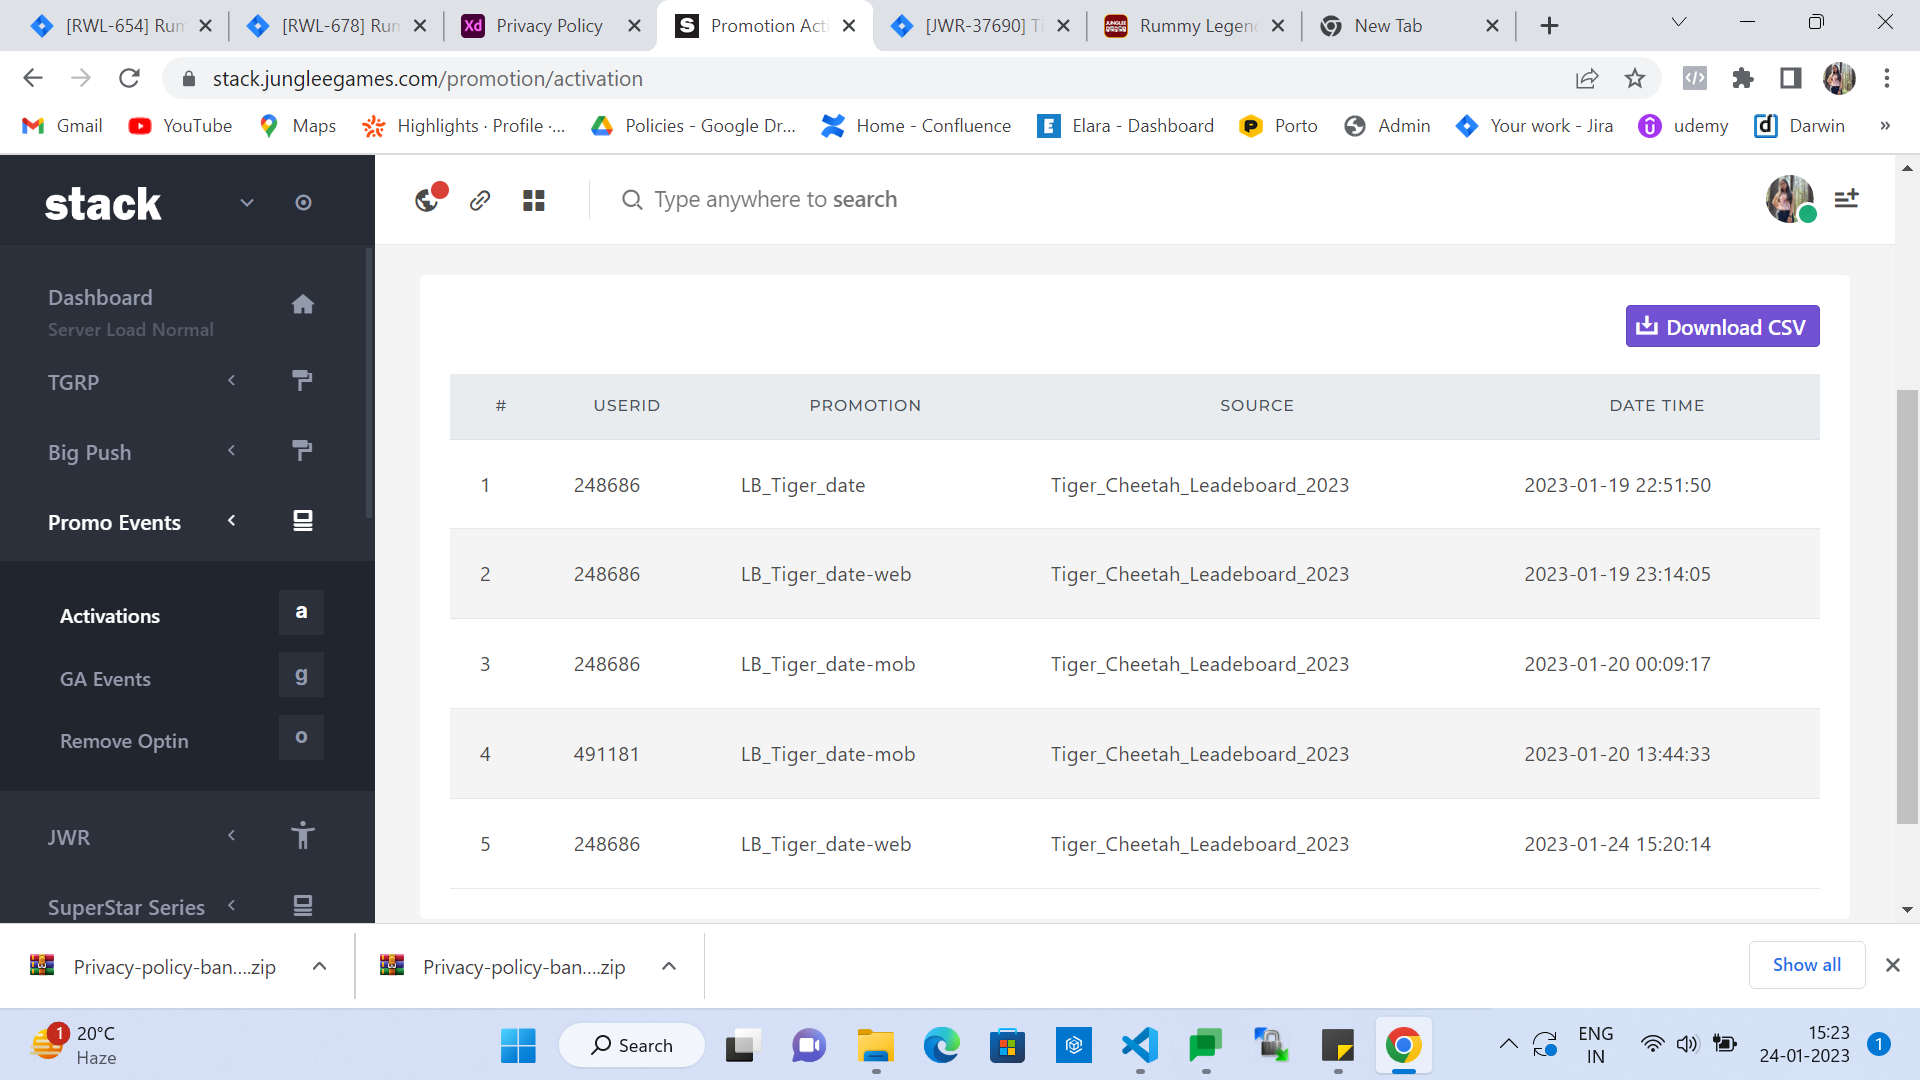 [RWL-654] Rum
[RWL-678] Run
Xd Privacy Policy
S Promotion Acti
[JWR-37690] Ti
Rummy Legen
New Tab
stack.jungleegames.com/promotion/activation
Gmail
YouTube
Maps
Highlights · Profile ·...
Policies - Google Dr...
Home - Confluence
E Elara - Dashboard
Porto
Admin
Your work - Jira
udemy
d Darwin
»
stack
Type anywhere to search
Dashboard
Server Load Normal
TGRP
Big Push
Promo Events
Activations a
GA Events g
Remove Optin o
JWR
SuperStar Series
Download CSV
# USERID PROMOTION SOURCE DATE TIME
1 248686 LB_Tiger_date Tiger_Cheetah_Leadeboard_2023 2023-01-19 22:51:50
2 248686 LB_Tiger_date-web Tiger_Cheetah_Leadeboard_2023 2023-01-19 23:14:05
3 248686 LB_Tiger_date-mob Tiger_Cheetah_Leadeboard_2023 2023-01-20 00:09:17
4 491181 LB_Tiger_date-mob Tiger_Cheetah_Leadeboard_2023 2023-01-20 13:44:33
5 248686 LB_Tiger_date-web Tiger_Cheetah_Leadeboard_2023 2023-01-24 15:20:14
Privacy-policy-ban....zip
Privacy-policy-ban....zip
Show all
1 20°C
Haze
Search
ENG
IN
15:23
24-01-2023
1